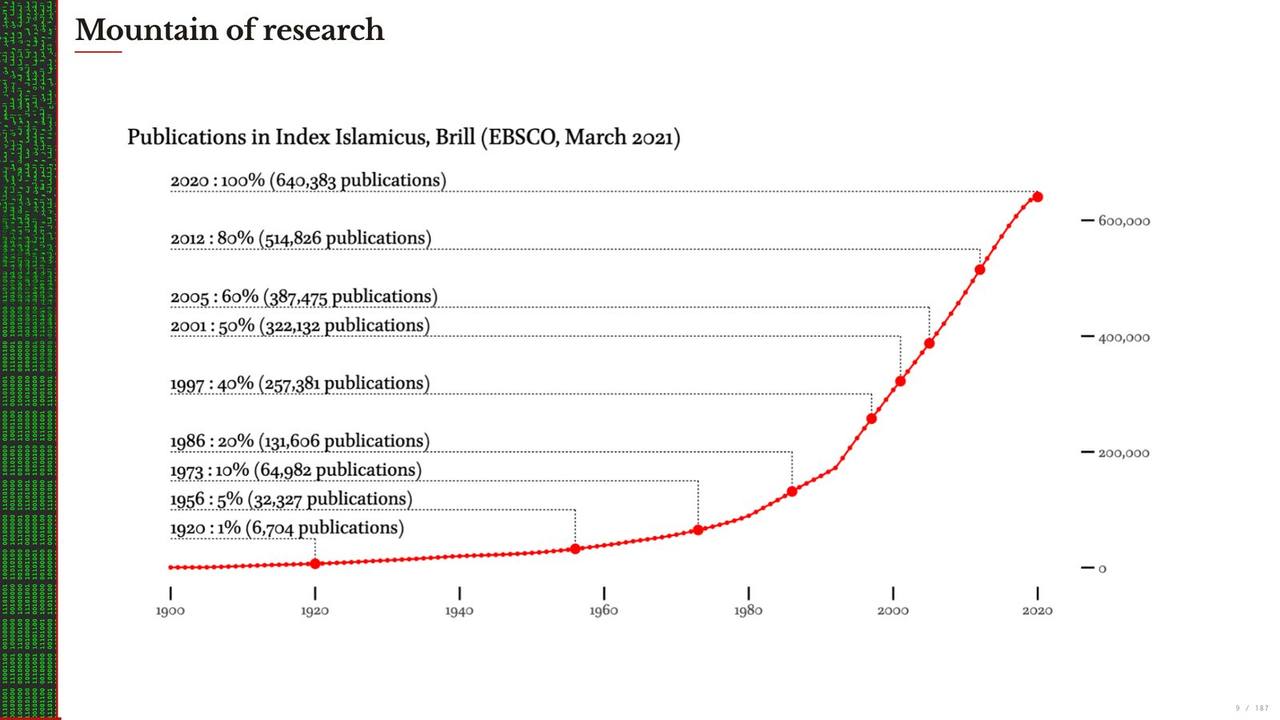 Mountain of research
Publications in Index Islamicus, Brill (EBSCO, March 2021)
2020 : 100% (640,383 publications)
2012 : 80% (514,826 publications)
2005 : 60% (387,475 publications)
2001 : 50% (322,132 publications)
1997 : 40% (257,381 publications)
1986 : 20% (131,606 publications)
1973 : 10% (64,982 publications)
1956 : 5% (32,327 publications)
1920 : 1% (6,704 publications)
600,000
400,000
200,000
0
1900 1920 1940 1960 1980 2000 2020
9 / 187